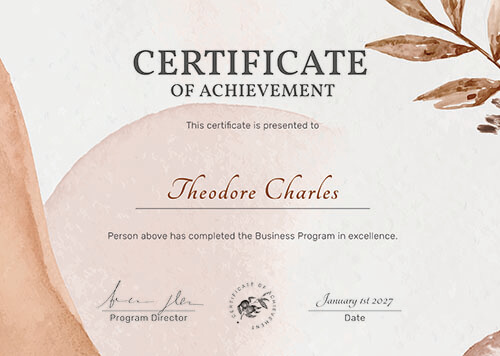 CERTIFICATE
OF ACHIEVEMENT
This certificate is presented to
Theodore Charles
Person above has completed the Business Program in excellence.
CERTIFICATE OF ACHIEVEMENT
January 1st 2027
Program Director
Date